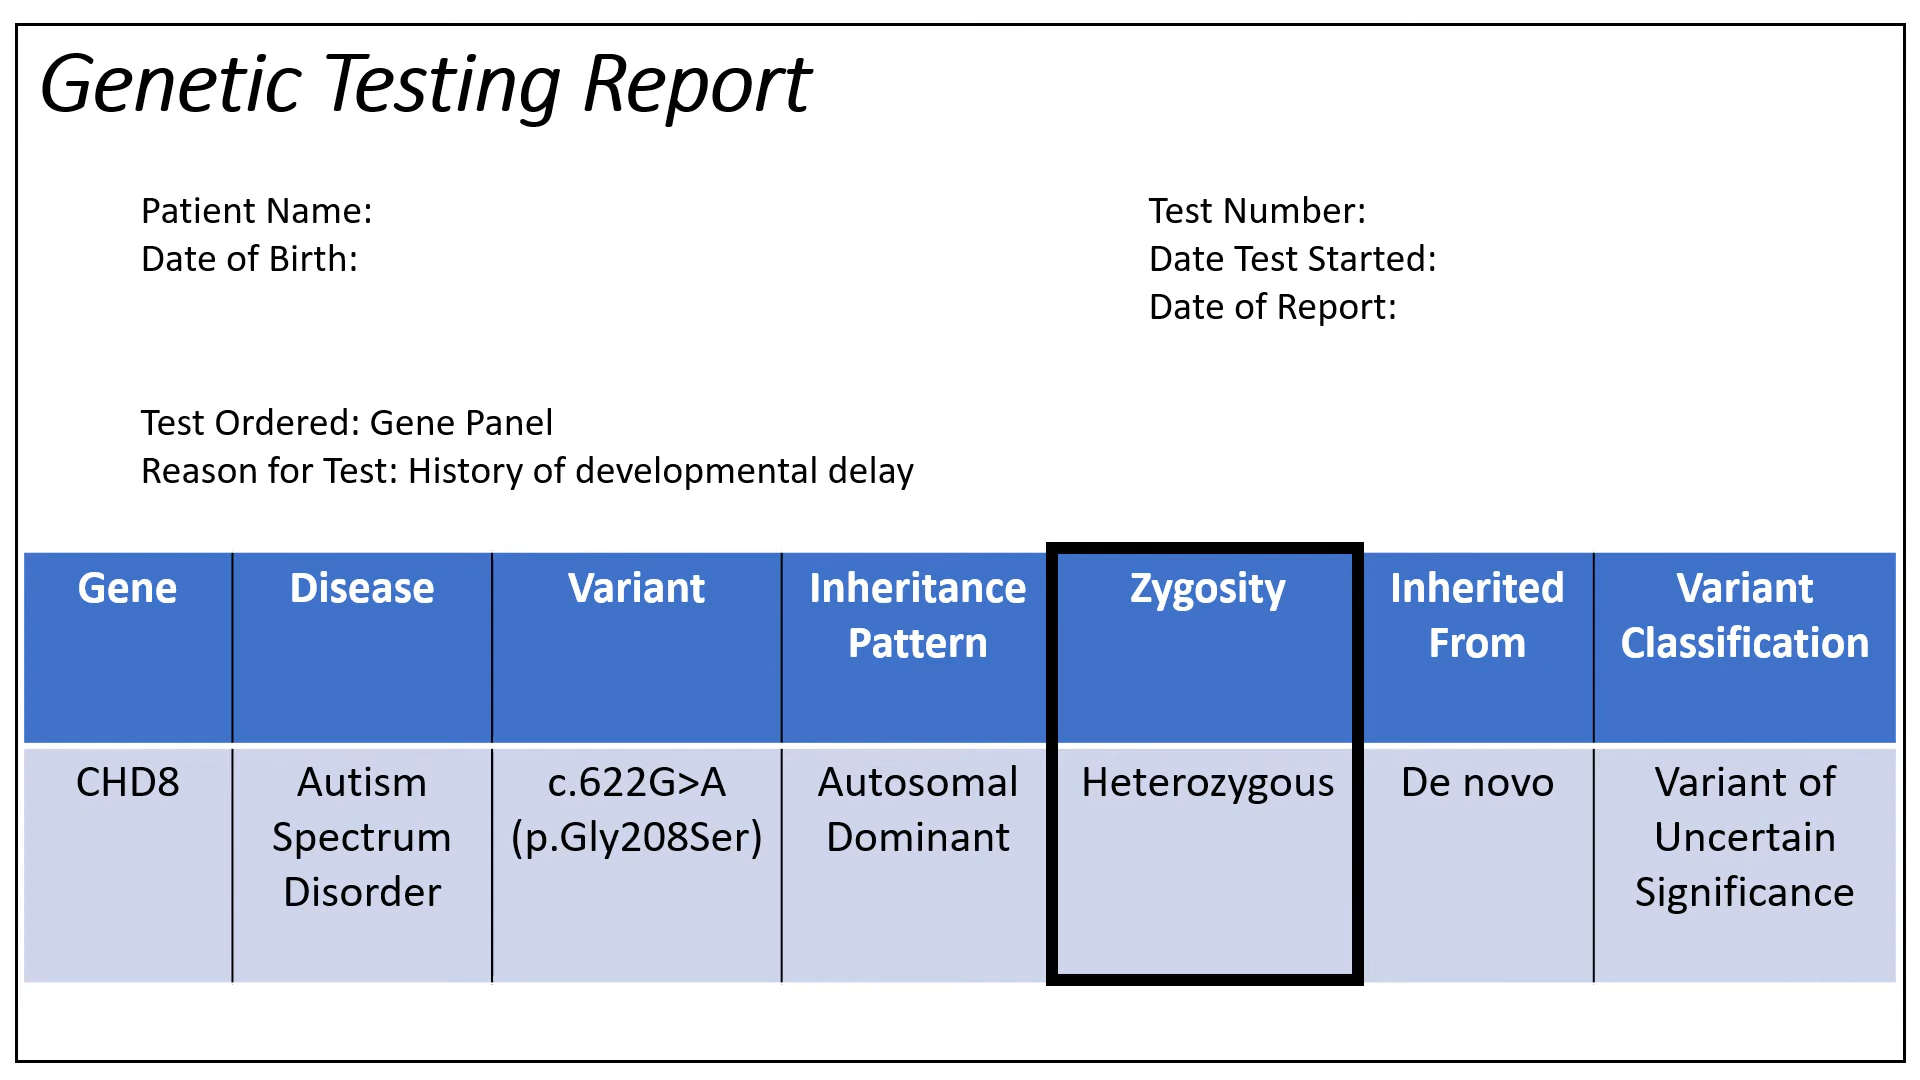 Genetic Testing Report
Patient Name:
Date of Birth:
Test Number:
Date Test Started:
Date of Report:
Test Ordered: Gene Panel
Reason for Test: History of developmental delay
Gene
Disease
Variant
Inheritance
Pattern
Zygosity
Inherited
From
Variant
Classification
CHD8
Autism
Spectrum
Disorder
c.622G>A
(p.Gly208Ser)
Autosomal
Dominant
Heterozygous
De novo
Variant of
Uncertain
Significance